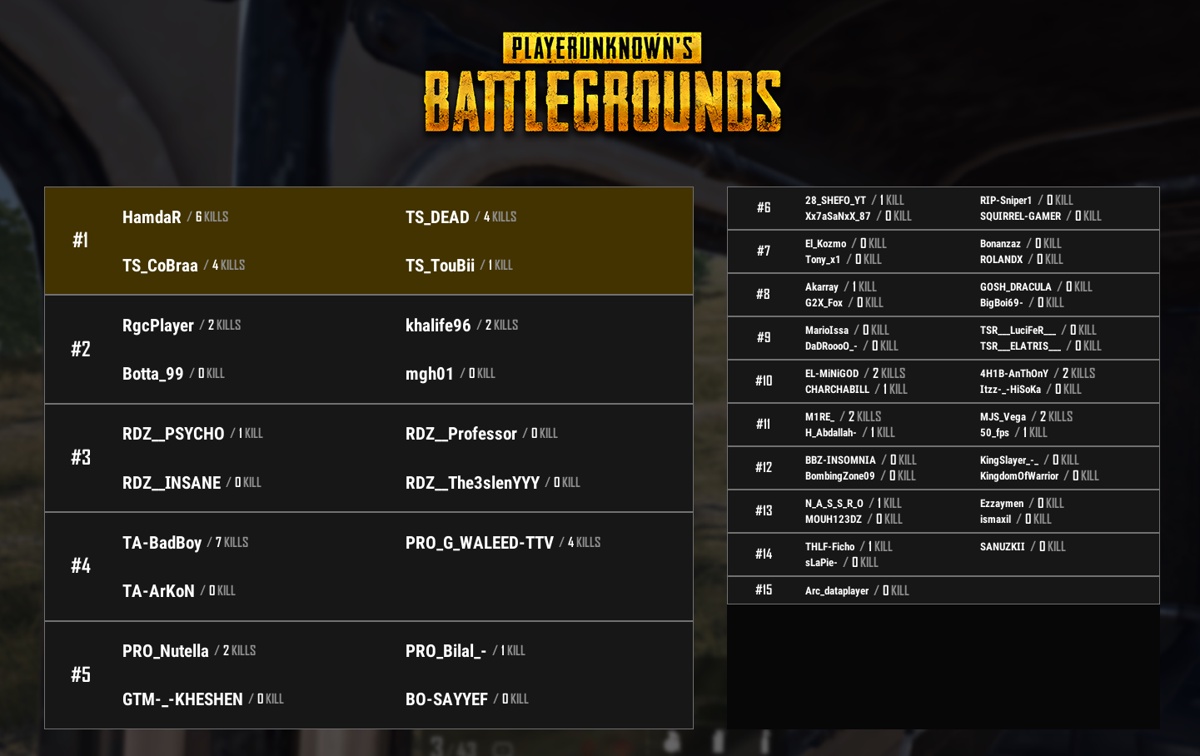 PLAYERUNKNOWN'S
BATTLEGROUNDS
#1
HamdaR / 6 KILLS
TS_DEAD / 4 KILLS
TS_CoBraa / 4 KILLS
TS_TouBii / 1 KILL
#2
RgcPlayer / 2 KILLS
khalife96 / 2 KILLS
Botta_99 / 0 KILL
mgh01 / 0 KILL
#3
RDZ__PSYCHO / 1 KILL
RDZ__Professor / 0 KILL
RDZ__INSANE / 0 KILL
RDZ__The3slenYYY / 0 KILL
#4
TA-BadBoy / 7 KILLS
PRO_G_WALEED-TTV / 4 KILLS
TA-ArKoN / 0 KILL
#5
PRO_Nutella / 2 KILLS
PRO_Bilal_- / 1 KILL
GTM-_-KHESHEN / 0 KILL
BO-SAYYEF / 0 KILL
#6
28_SHEFO_YT / 1 KILL
RIP-Sniper1 / 0 KILL
Xx7aSaNxX_87 / 0 KILL
SQUIRREL-GAMER / 0 KILL
#7
El_Kozmo / 0 KILL
Bonanzaz / 0 KILL
Tony_x1 / 0 KILL
ROLANDX / 0 KILL
#8
Akarray / 1 KILL
GOSH_DRACULA / 0 KILL
G2X_Fox / 0 KILL
BigBoi69- / 0 KILL
#9
MarioIssa / 0 KILL
TSR__LuciFeR__ / 0 KILL
DaDRoooO_- / 0 KILL
TSR__ELATRIS__ / 0 KILL
#10
EL-MiNiGOD / 2 KILLS
4H1B-AnThOnY / 2 KILLS
CHARCHABILL / 1 KILL
Itzz-_-HiSoKa / 0 KILL
#11
M1RE_ / 2 KILLS
MJS_Vega / 2 KILLS
H_Abdallah- / 1 KILL
50_fps / 1 KILL
#12
BBZ-INSOMNIA / 0 KILL
KingSlayer_-_ / 0 KILL
BombingZone09 / 0 KILL
KingdomOfWarrior / 0 KILL
#13
N_A_S_S_R_O / 1 KILL
Ezzaymen / 0 KILL
MOUH123DZ / 0 KILL
ismaxil / 0 KILL
#14
THLF-Ficho / 1 KILL
SANUZKII / 0 KILL
sLaPie- / 0 KILL
#15
Arc_dataplayer / 0 KILL